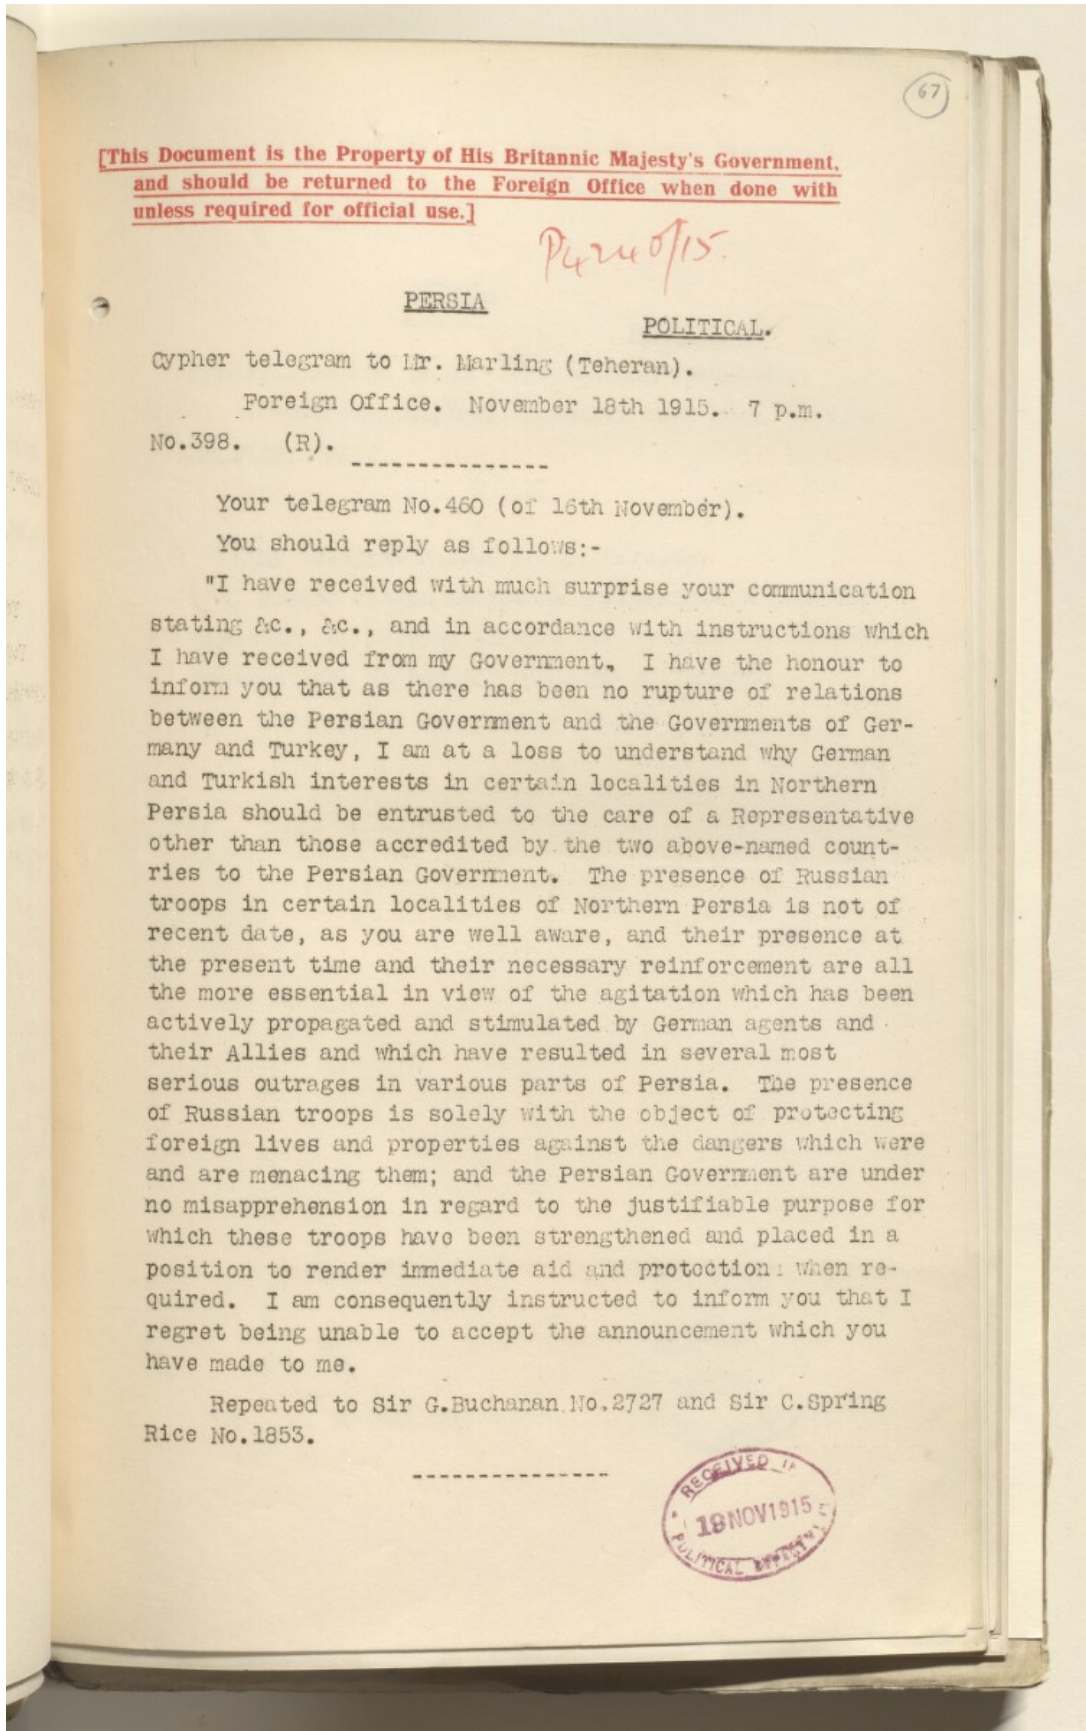 67
[This Document is the Property of His Britannic Majesty's Government,
and should be returned to the Foreign Office when done with
unless required for official use.]
P4240/15.
PERSIA
POLITICAL.
Cypher telegram to Mr. Marling (Teheran).
Foreign Office. November 18th 1915. 7 p.m.
No.398. (R).
---------------
Your telegram No.460 (of 16th November).
You should reply as follows:-
"I have received with much surprise your communication
stating &c., &c., and in accordance with instructions which
I have received from my Government, I have the honour to
inform you that as there has been no rupture of relations
between the Persian Government and the Governments of Ger-
many and Turkey, I am at a loss to understand why German
and Turkish interests in certain localities in Northern
Persia should be entrusted to the care of a Representative
other than those accredited by the two above-named count-
ries to the Persian Government. The presence of Russian
troops in certain localities of Northern Persia is not of
recent date, as you are well aware, and their presence at
the present time and their necessary reinforcement are all
the more essential in view of the agitation which has been
actively propagated and stimulated by German agents and
their Allies and which have resulted in several most
serious outrages in various parts of Persia. The presence
of Russian troops is solely with the object of protecting
foreign lives and properties against the dangers which were
and are menacing them; and the Persian Government are under
no misapprehension in regard to the justifiable purpose for
which these troops have been strengthened and placed in a
position to render immediate aid and protection when re-
quired. I am consequently instructed to inform you that I
regret being unable to accept the announcement which you
have made to me.
Repeated to Sir G.Buchanan No.2727 and Sir C.Spring
Rice No.1853.
---------------
RECEIVED IN
19NOV1915
POLITICAL DEPARTMENT